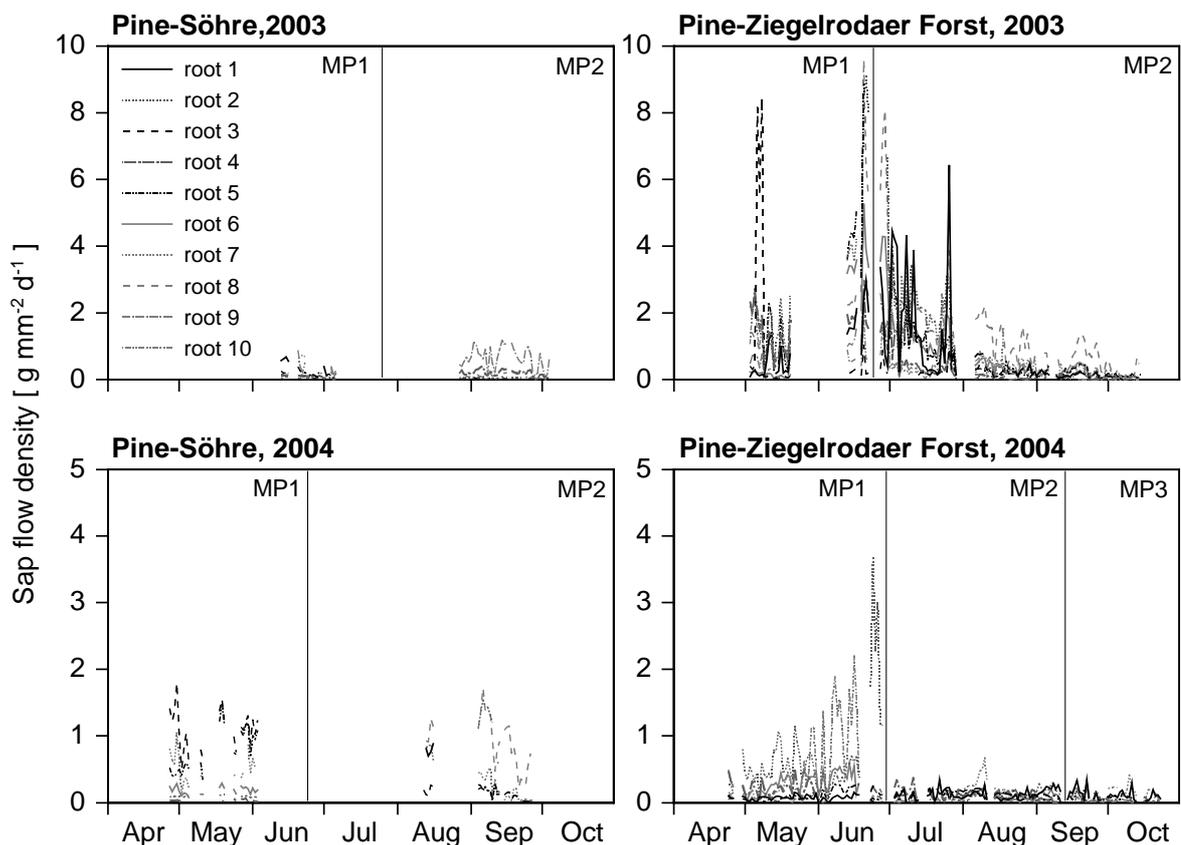 Pine-Söhre,2003
Pine-Ziegelrodaer Forst, 2003
10
8
6
4
2
0
root 1
root 2
root 3
root 4
root 5
root 6
root 7
root 8
root 9
root 10
MP1
MP2
10
8
6
4
2
0
MP1
MP2
Sap flow density [ g mm-2 d-1 ]
Pine-Söhre, 2004
Pine-Ziegelrodaer Forst, 2004
5
4
3
2
1
0
MP1
MP2
5
4
3
2
1
0
MP1
MP2
MP3
Apr May Jun Jul Aug Sep Oct
Apr May Jun Jul Aug Sep Oct